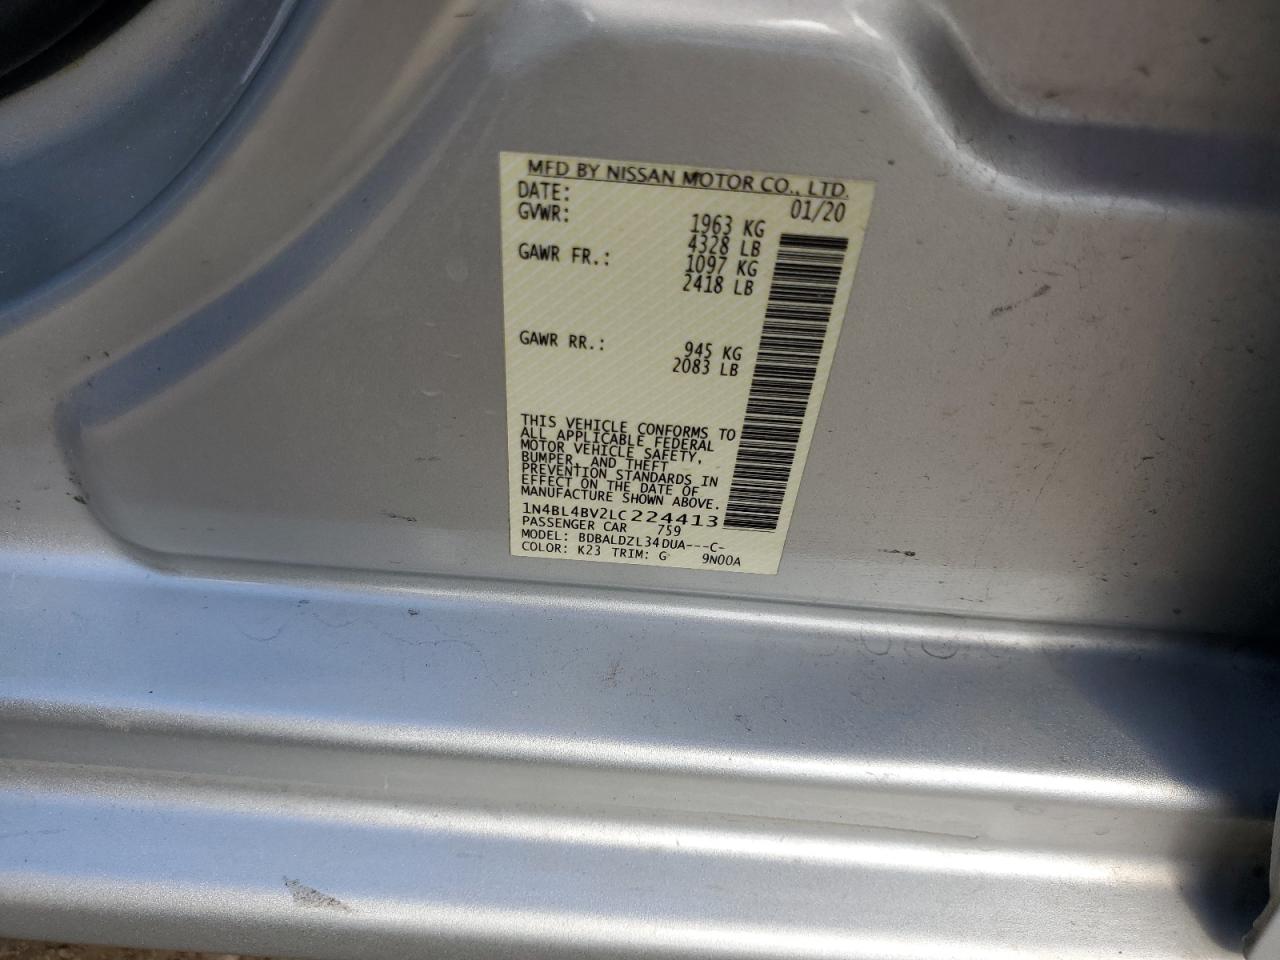 MFD BY NISSAN MOTOR CO., LTD.
DATE: 01/20
GVWR: 1963 KG
4328 LB
GAWR FR.: 1097 KG
2418 LB
GAWR RR.: 945 KG
2083 LB
THIS VEHICLE CONFORMS TO
ALL APPLICABLE FEDERAL
MOTOR VEHICLE SAFETY,
BUMPER, AND THEFT
PREVENTION STANDARDS IN
EFFECT ON THE DATE OF
MANUFACTURE SHOWN ABOVE.
1N4BL4BV2LC224413
PASSENGER CAR 759
MODEL: BDBALDZL34DUA---C-
COLOR: K23 TRIM: G 9N00A